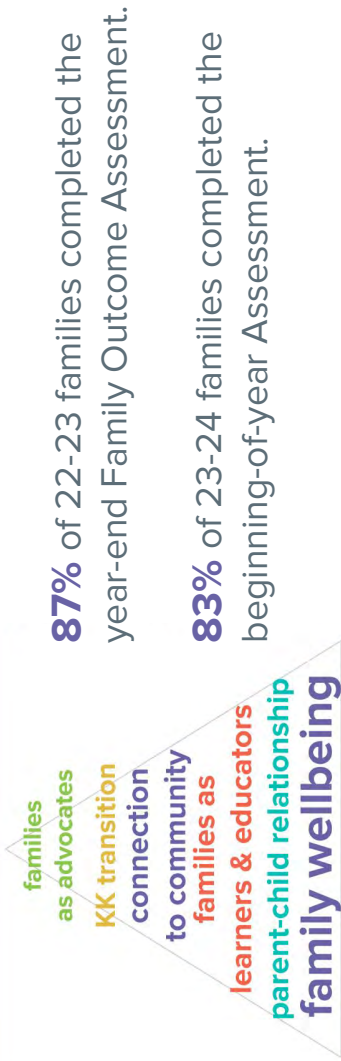 families
as advocates
KK transition
connection
to community
families as
learners & educators
parent-child relationship
family wellbeing
87% of 22-23 families completed the
year-end Family Outcome Assessment.
83% of 23-24 families completed the
beginning-of-year Assessment.